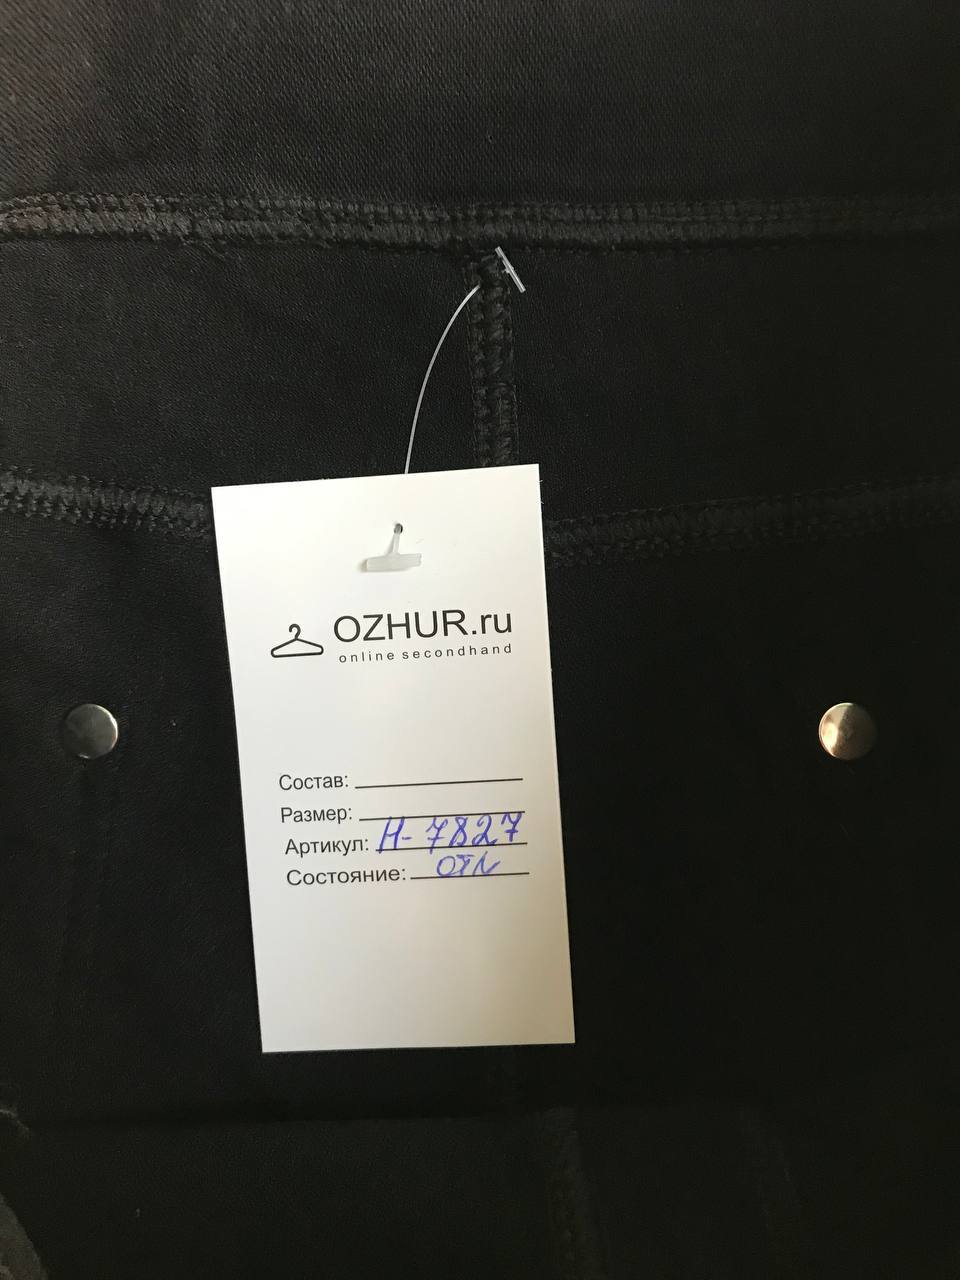 OZHUR.ru
online secondhand
Состав:
Размер:
Артикул: Н-7827
Состояние: отл